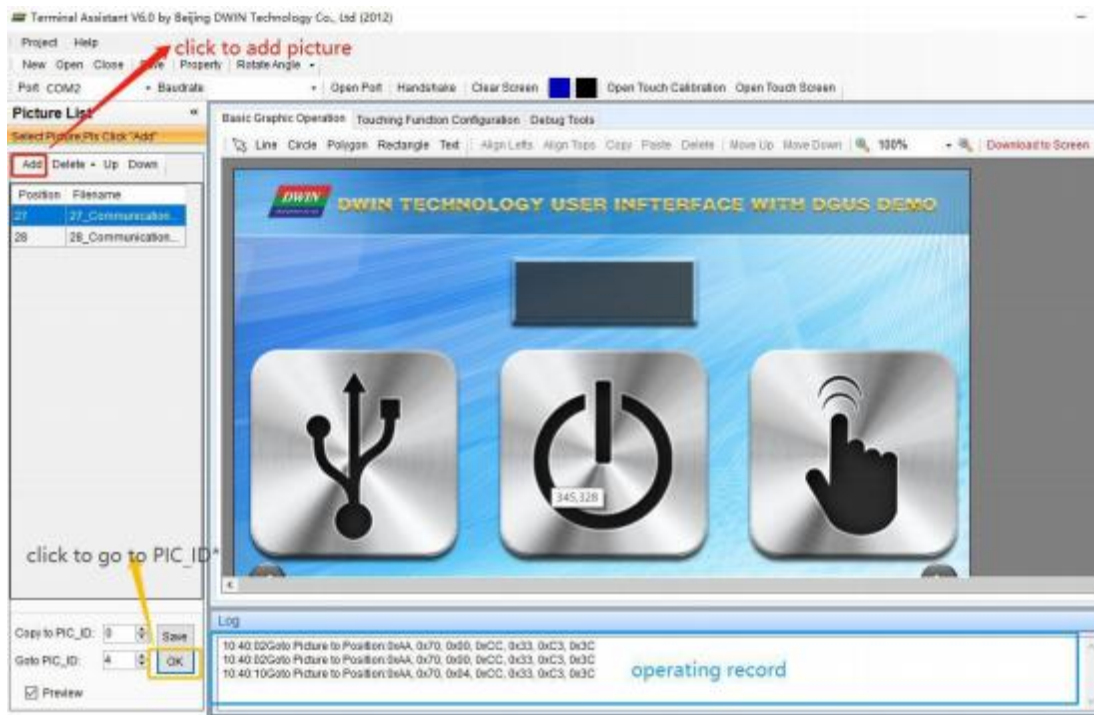 Terminal Assistant V6.0 by Beijing DWIN Technology Co., Ltd (2012)
Project Help
click to add picture
New Open Close Save Property Rotate Angle
Port COM2 Baudrate Open Port Handshake Clear Screen Open Touch Calibration Open Touch Screen
Picture List
Select Picture,Pls Click "Add"
Add Delete Up Down
Position Filename
27 27_Communication...
28 28_Communication...
Basic Graphic Operation Touching Function Configuration Debug Tools
Line Circle Polygon Rectangle Text Align Lefts Align Tops Copy Paste Delete Move Up Move Down 100% Download to Screen
DWIN
DWIN TECHNOLOGY USER INFTERFACE WITH DGUS DEMO
345,328
click to go to PIC_ID*
Copy to PIC_ID: 0 Save
Goto PIC_ID: 4 OK
Preview
Log
10:40:02Goto Picture to Position:0xAA, 0x70, 0x00, 0xCC, 0x33, 0xC3, 0x3C
10:40:02Goto Picture to Position:0xAA, 0x70, 0x00, 0xCC, 0x33, 0xC3, 0x3C
10:40:10Goto Picture to Position:0xAA, 0x70, 0x04, 0xCC, 0x33, 0xC3, 0x3C
operating record